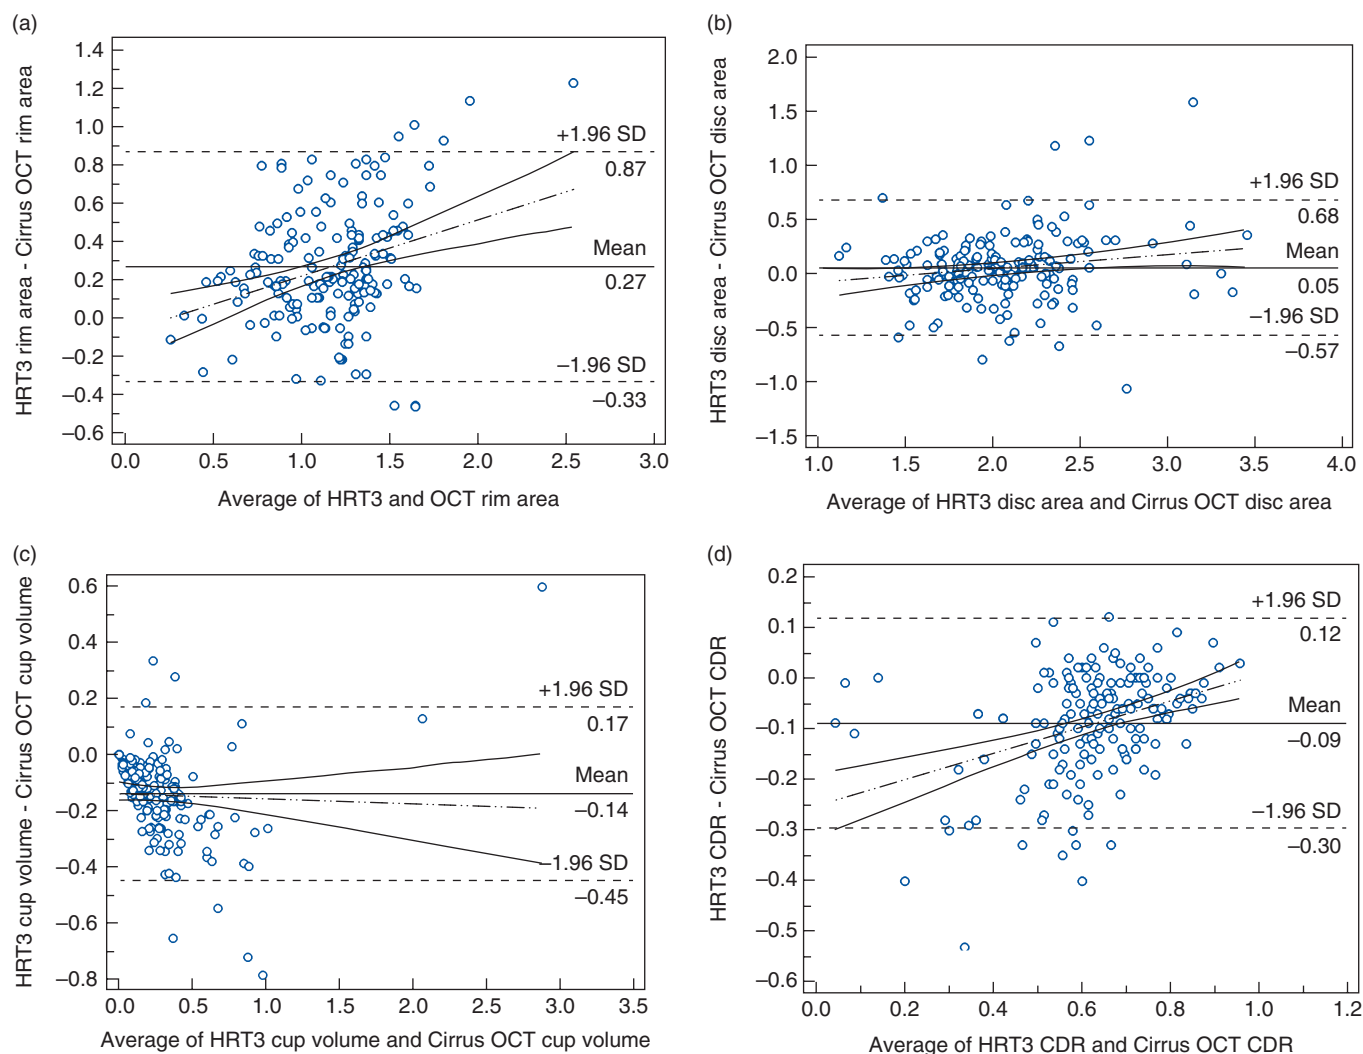 (a)
HRT3 rim area - Cirrus OCT rim area
1.4
1.2
1.0
0.8
0.6
0.4
0.2
0.0
–0.2
–0.4
–0.6
+1.96 SD
0.87
Mean
0.27
–1.96 SD
–0.33
0.0 0.5 1.0 1.5 2.0 2.5 3.0
Average of HRT3 and OCT rim area
(b)
HRT3 disc area - Cirrus OCT disc area
2.0
1.5
1.0
0.5
0.0
–0.5
–1.0
–1.5
+1.96 SD
0.68
Mean
0.05
–1.96 SD
–0.57
1.0 1.5 2.0 2.5 3.0 3.5 4.0
Average of HRT3 disc area and Cirrus OCT disc area
(c)
HRT3 cup volume - Cirrus OCT cup volume
0.6
0.4
0.2
0.0
–0.2
–0.4
–0.6
–0.8
+1.96 SD
0.17
Mean
–0.14
–1.96 SD
–0.45
0.0 0.5 1.0 1.5 2.0 2.5 3.0 3.5
Average of HRT3 cup volume and Cirrus OCT cup volume
(d)
HRT3 CDR - Cirrus OCT CDR
0.2
0.1
0.0
–0.1
–0.2
–0.3
–0.4
–0.5
–0.6
+1.96 SD
0.12
Mean
–0.09
–1.96 SD
–0.30
0.0 0.2 0.4 0.6 0.8 1.0 1.2
Average of HRT3 CDR and Cirrus OCT CDR